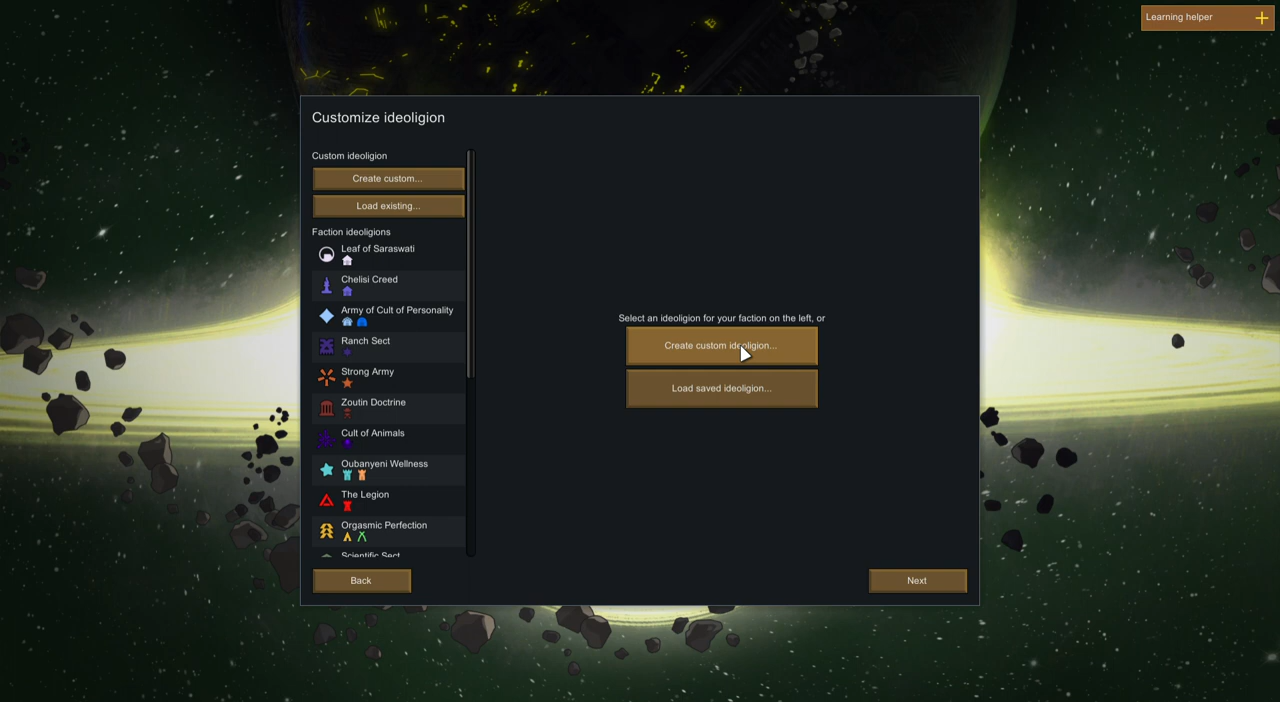 Learning helper
Customize ideoligion
Custom ideoligion
Create custom...
Load existing...
Faction ideoligions
Leaf of Saraswati
Chelisi Creed
Army of Cult of Personality
Ranch Sect
Strong Army
Zoutin Doctrine
Cult of Animals
Oubanyeni Wellness
The Legion
Orgasmic Perfection
Scientific Sect
Select an ideoligion for your faction on the left, or
Create custom ideoligion...
Load saved ideoligion...
Back
Next